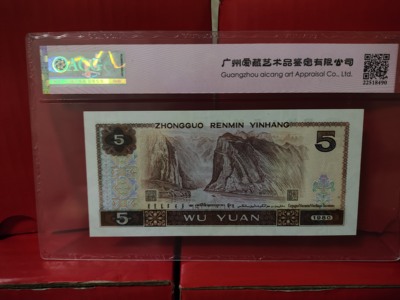 广州爱藏艺术品鉴定有限公司
Guangzhou aicang art Appraisal Co., Ltd.
22518490
ZHONGGUO RENMIN YINHANG
5 5
5 WU YUAN 1980